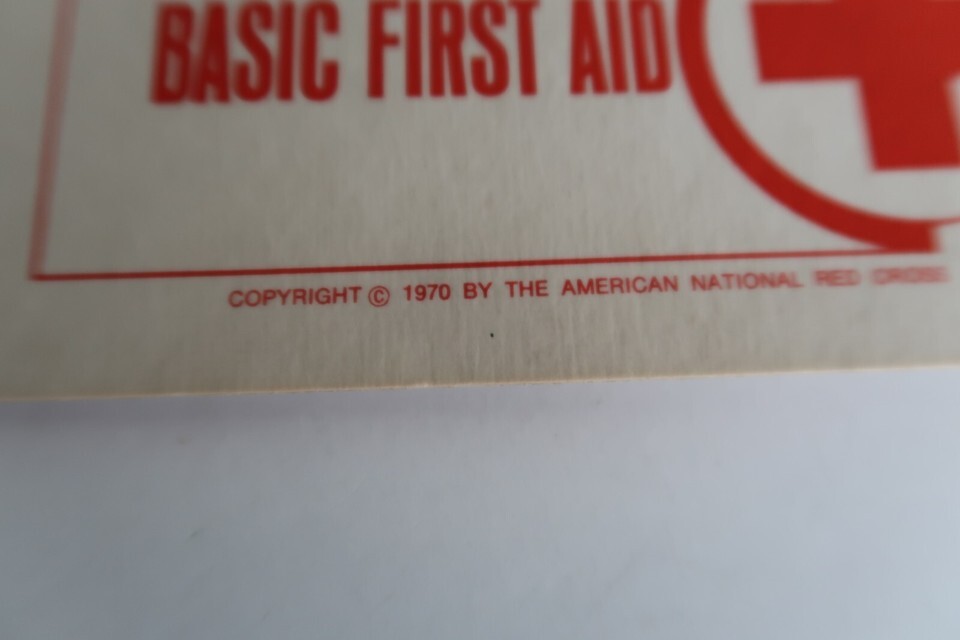 BASIC FIRST AID
COPYRIGHT © 1970 BY THE AMERICAN NATIONAL RED CROSS